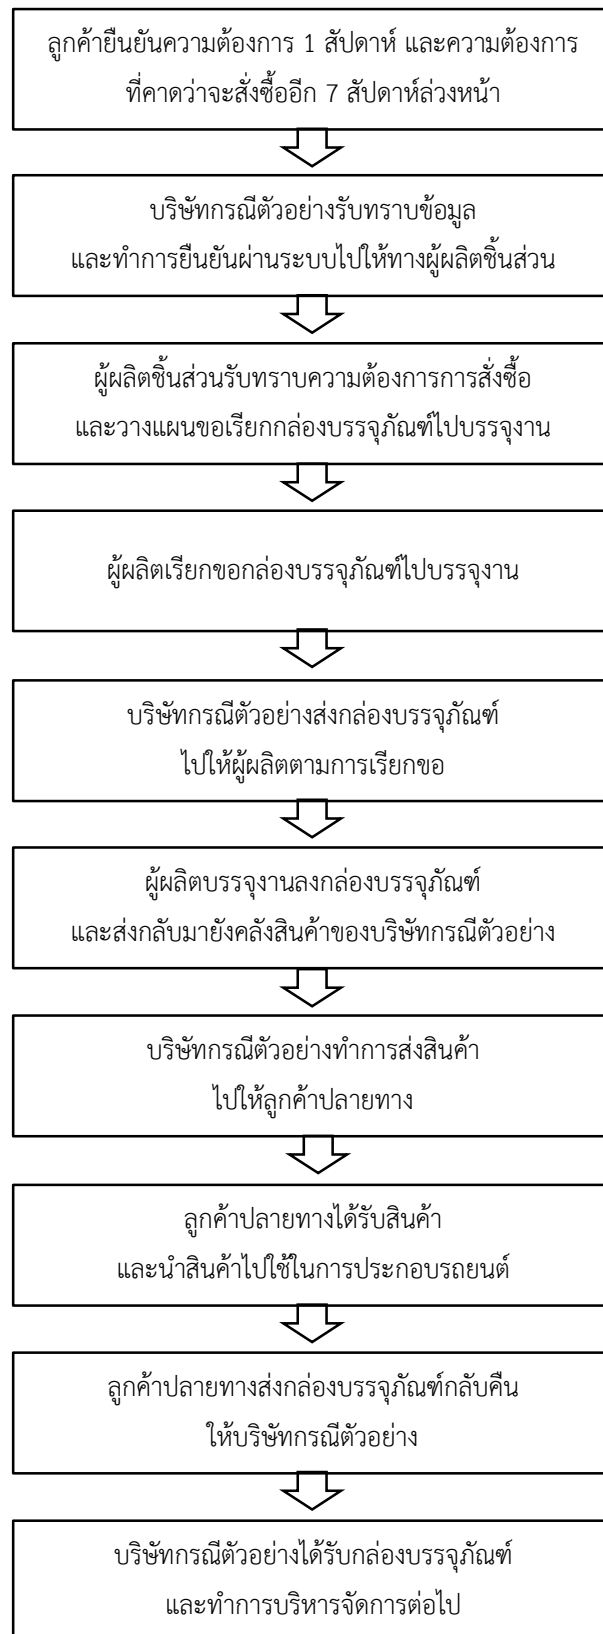 ลูกค้ายืนยันความต้องการ 1 สัปดาห์ และความต้องการ
ที่คาดว่าจะสั่งซื้ออีก 7 สัปดาห์ล่วงหน้า
บริษัทกรณีตัวอย่างรับทราบข้อมูล
และทำการยืนยันผ่านระบบไปให้ทางผู้ผลิตชิ้นส่วน
ผู้ผลิตชิ้นส่วนรับทราบความต้องการการสั่งซื้อ
และวางแผนขอเรียกกล่องบรรจุภัณฑ์ไปบรรจุงาน
ผู้ผลิตเรียกขอกล่องบรรจุภัณฑ์ไปบรรจุงาน
บริษัทกรณีตัวอย่างส่งกล่องบรรจุภัณฑ์
ไปให้ผู้ผลิตตามการเรียกขอ
ผู้ผลิตบรรจุงานลงกล่องบรรจุภัณฑ์
และส่งกลับมายังคลังสินค้าของบริษัทกรณีตัวอย่าง
บริษัทกรณีตัวอย่างทำการส่งสินค้า
ไปให้ลูกค้าปลายทาง
ลูกค้าปลายทางได้รับสินค้า
และนำสินค้าไปใช้ในการประกอบรถยนต์
ลูกค้าปลายทางส่งกล่องบรรจุภัณฑ์กลับคืน
ให้บริษัทกรณีตัวอย่าง
บริษัทกรณีตัวอย่างได้รับกล่องบรรจุภัณฑ์
และทำการบริหารจัดการต่อไป